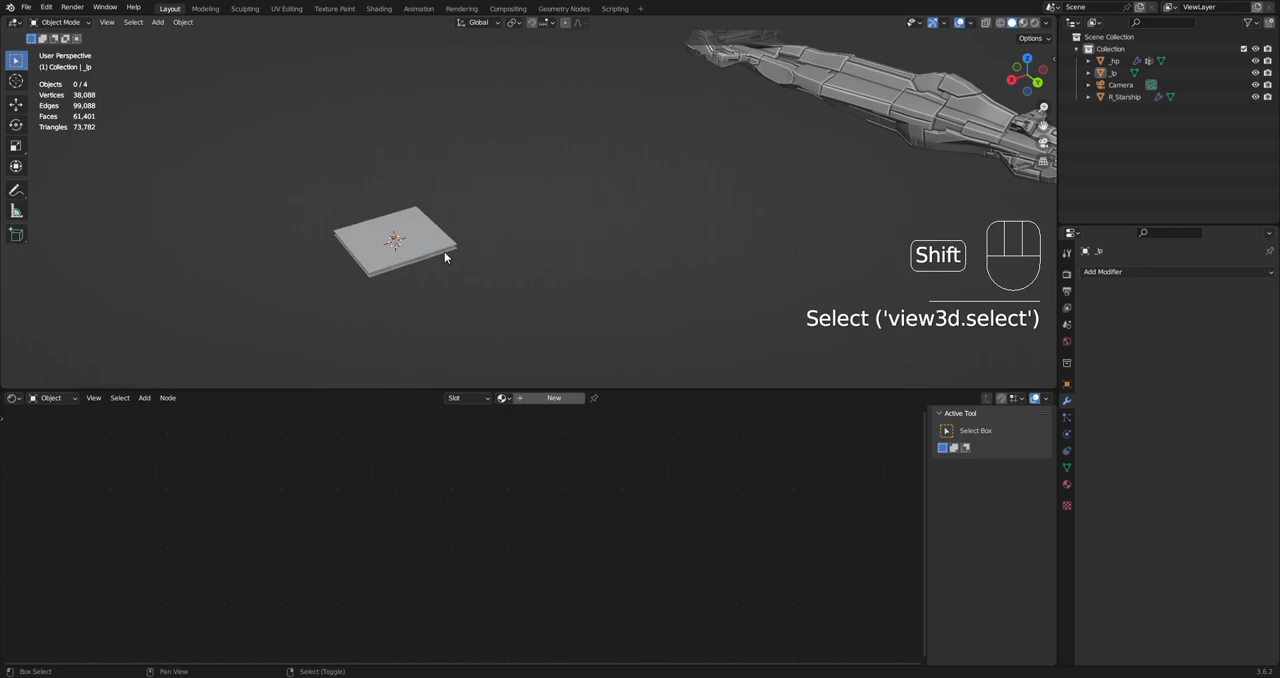 File Edit Render Window Help Layout Modeling Sculpting UV Editing Texture Paint Shading Animation Rendering Compositing Geometry Nodes Scripting + Scene ViewLayer
Object Mode View Select Add Object Global
Options
User Perspective
(1) Collection | _lp
Objects 0 / 4
Vertices 38,088
Edges 99,088
Faces 61,401
Triangles 73,782
Z
X
Y
Shift
Select ('view3d.select')
Scene Collection
Collection
_hp
_lp
Camera
R_Starship
_lp
Add Modifier
Object View Select Add Node Slot New
Active Tool
Select Box
Box Select Pan View Select (Toggle) 3.6.2